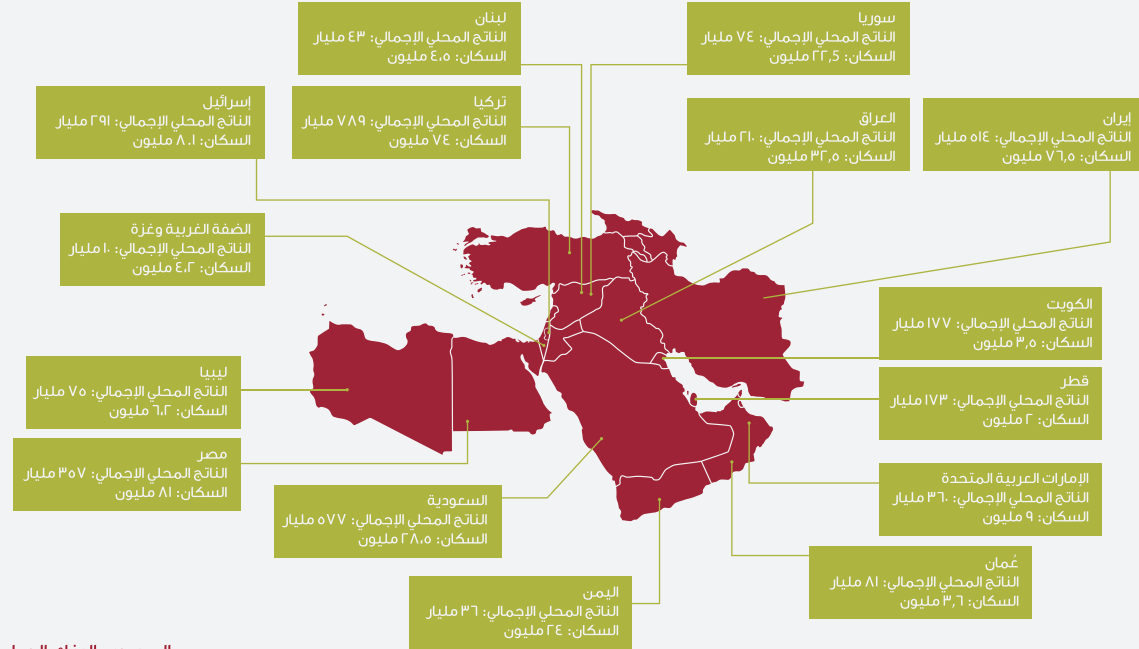 لبنان
الناتج المحلي الإجمالي: ٤٣ مليار
السكان: ٤،٥ مليون
سوريا
الناتج المحلي الإجمالي: ٧٤ مليار
السكان: ٢٢,5 مليون
إسرائيل
الناتج المحلي الإجمالي: ٢٩١ مليار
السكان: ٨،١ مليون
تركيا
الناتج المحلي الإجمالي: ٧٨٩ مليار
السكان: ٧٤ مليون
العراق
الناتج المحلي الإجمالي: ٢١٠ مليار
السكان: ٣٢,٥ مليون
إيران
الناتج المحلي الإجمالي: ٥١٤ مليار
السكان: ٧٦,٥ مليون
الضفة الغربية وغزة
الناتج المحلي الإجمالي: ١٠ مليار
السكان: ٤,٢ مليون
الكويت
الناتج المحلي الإجمالي: ١٧٧ مليار
السكان: ٣,٥ مليون
ليبيا
الناتج المحلي الإجمالي: ٧٥ مليار
السكان: ٦,٢ مليون
قطر
الناتج المحلي الإجمالي: ١٧٣ مليار
السكان: ٢ مليون
مصر
الناتج المحلي الإجمالي: ٣٥٧ مليار
السكان: ٨١ مليون
الإمارات العربية المتحدة
الناتج المحلي الإجمالي: ٣٦٠ مليار
السكان: ٩ مليون
السعودية
الناتج المحلي الإجمالي: ٥٧٧ مليار
السكان: ٢٨،٥ مليون
عُمان
الناتج المحلي الإجمالي: ٨١ مليار
السكان: ٣,٦ مليون
اليمن
الناتج المحلي الإجمالي: ٣٦ مليار
السكان: ٢٤ مليون